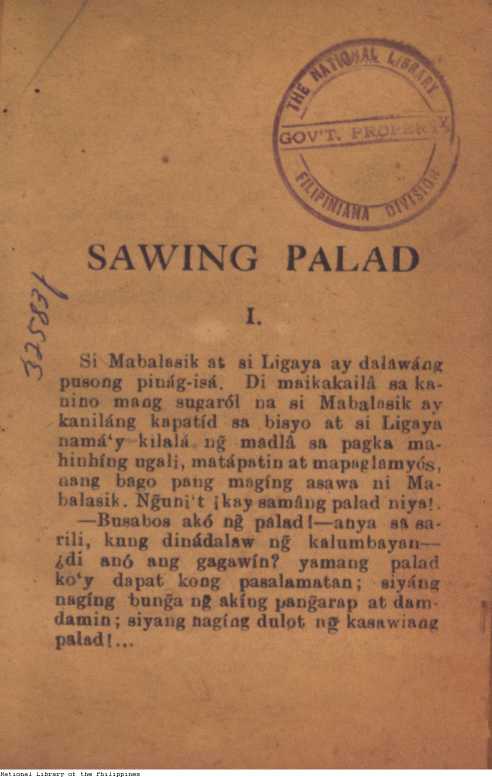 THE NATIONAL LIBRARY
GOV'T. PROPERTY
FILIPINIANA DIVISION
SAWING PALAD
I.
Si Mabalasik at si Ligaya ay dalawáng
pusong pinág-isá. Di maikakailâ sa ka-
nino mang sugaról na si Mabalasik ay
kaniláng kapatíd sa bisyo at si Ligaya
namá‘y kilalá ng̃ madlâ sa pagka ma-
hinhíng ugali, matápatin at mapaglamyós,
nang bago pang magíng asawa ni Ma-
balasik. Ng̃uni‘t ¡kay samâng palad niya!.
—Busabos akó ng̃ palad!—anya sa sa-
rili, kung dinádalaw ng̃ kalumbayan—
¿di anó ang gagawín? yamang palad
ko‘y dapat kong pasalamatan; siyáng
nagíng bung̃a ng̃ akíng pang̃arap at dam-
damin; siyang nagíng dulot ng̃ kasawiang
palad!...
National Library of the Philippines